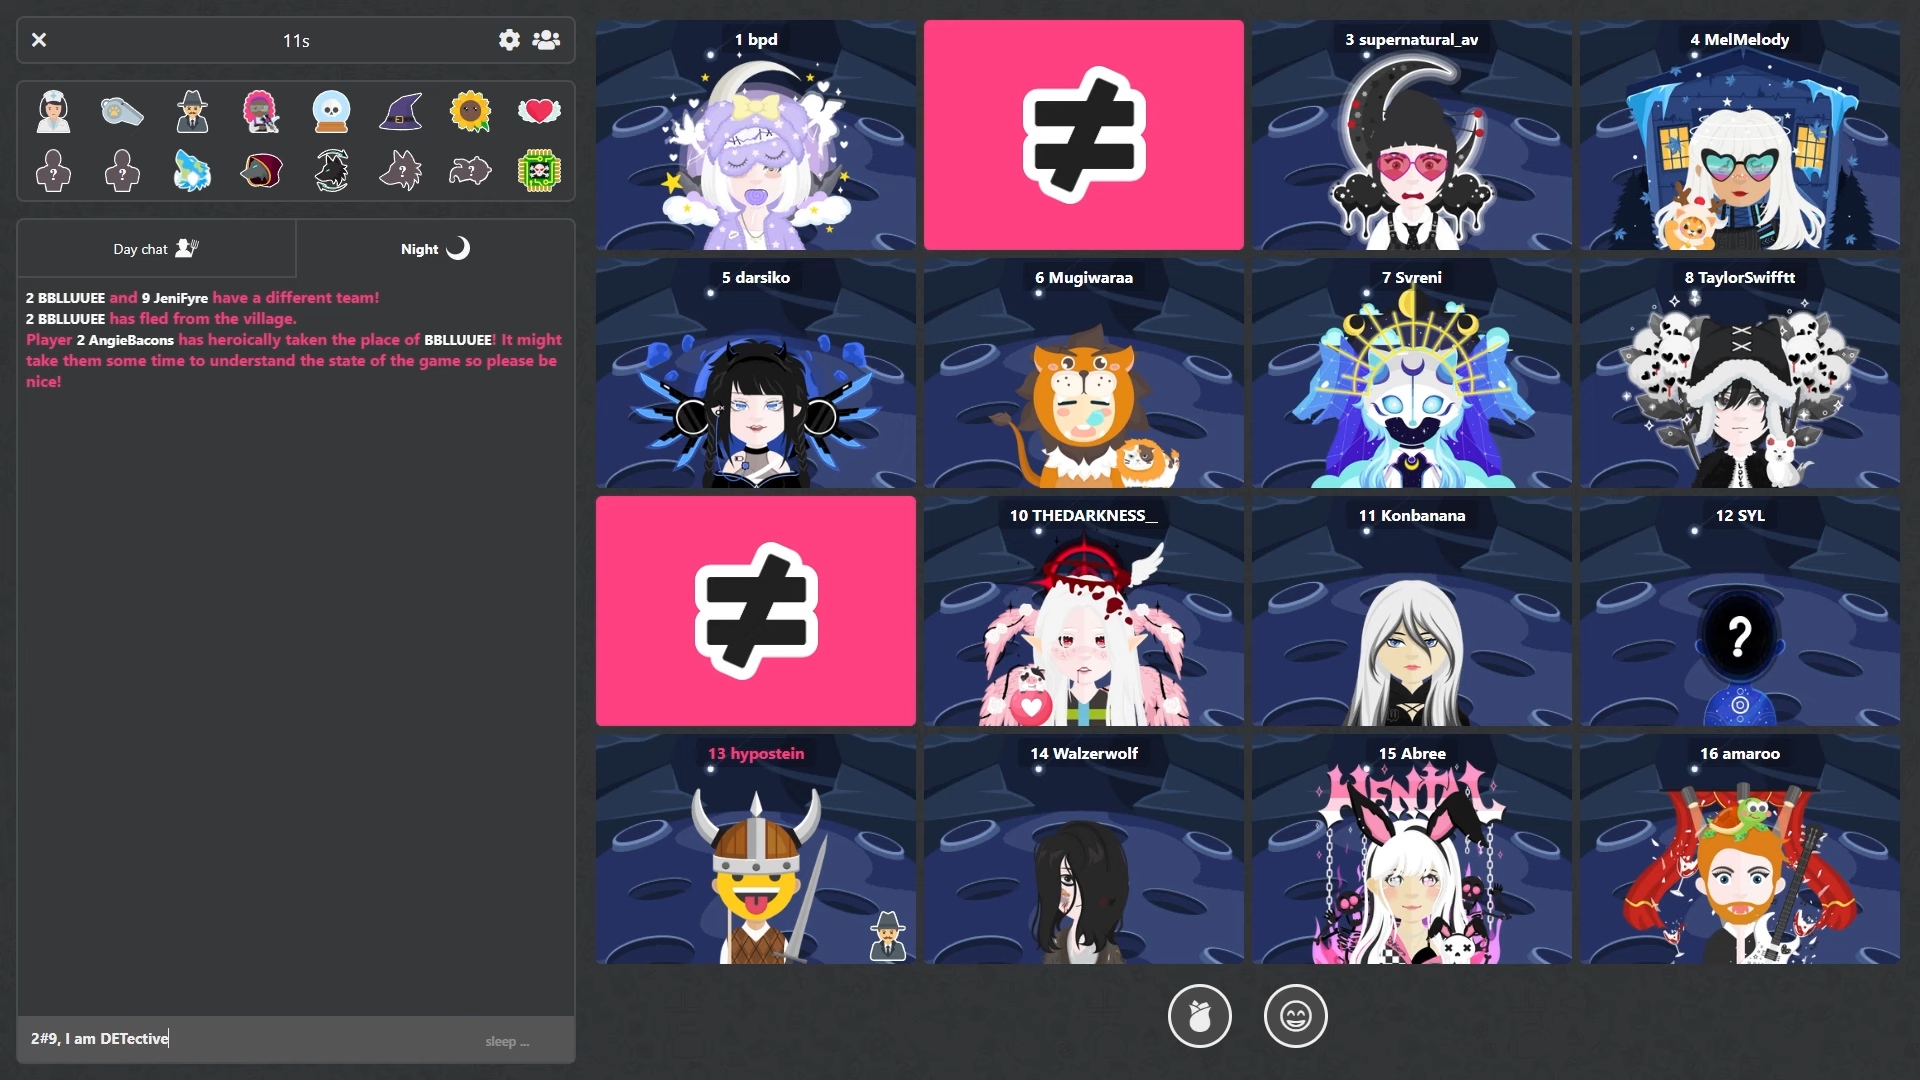 11s
Day chat
Night
2 BBLLUUEE and 9 JeniFyre have a different team!
2 BBLLUUEE has fled from the village.
Player 2 AngieBacons has heroically taken the place of BBLLUUEE! It might
take them some time to understand the state of the game so please be
nice!
2#9, I am DETective
sleep ...
1 bpd
3 supernatural_av
4 MelMelody
5 darsiko
6 Mugiwaraa
7 Svreni
8 TaylorSwifftt
10 THEDARKNESS__
11 Konbanana
12 SYL
?
13 hypostein
14 Walzerwolf
15 Abree
MENTAL
16 amaroo